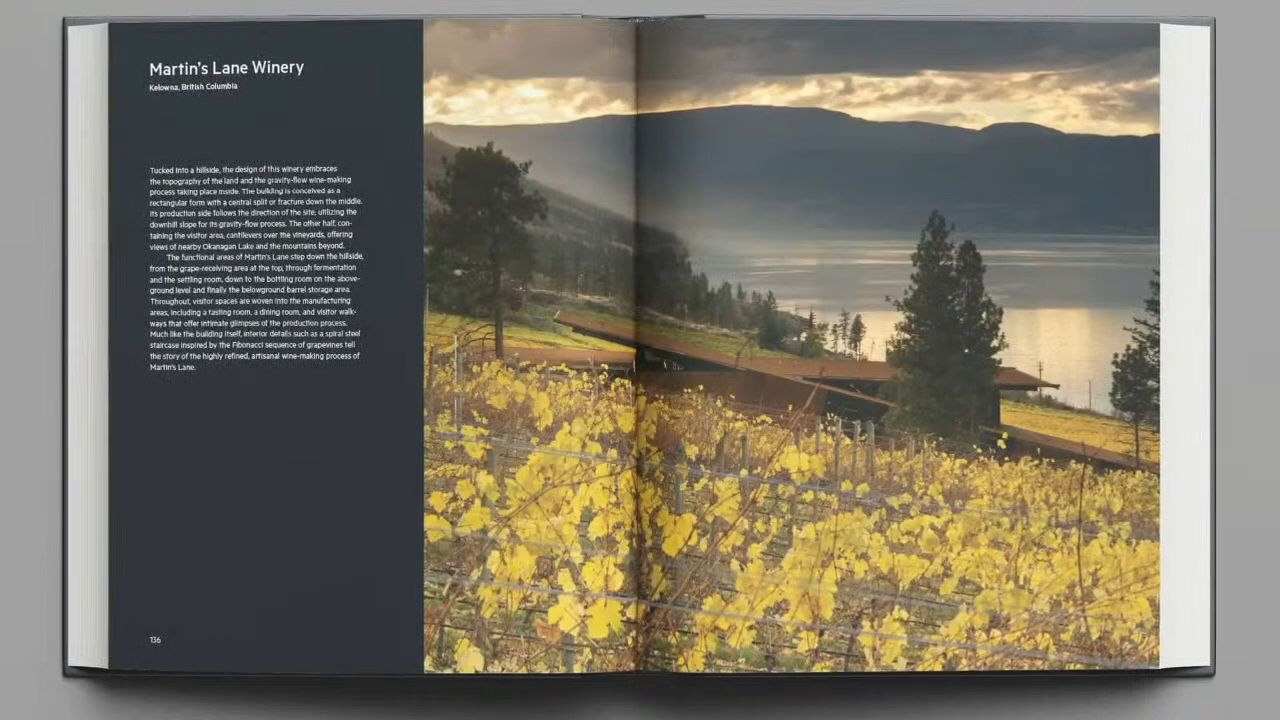 Martin's Lane Winery
Kelowna, British Columbia
Tucked into a hillside, the design of this winery embraces
the topography of the land and the gravity-flow wine-making
process taking place inside. The building is conceived as a
rectangular form with a central split or fracture down the middle.
Its production side follows the direction of the site, utilizing the
downhill slope for its gravity-flow process. The other half, con-
taining the visitor area, cantilevers over the vineyards, offering
views of nearby Okanagan Lake and the mountains beyond.
The functional areas of Martin's Lane step down the hillside,
from the grape-receiving area at the top, through fermentation
and the settling room, down to the bottling room on the above-
ground level and finally the belowground barrel storage area.
Throughout, visitor spaces are woven into the manufacturing
areas, including a tasting room, a dining room, and visitor walk-
ways that offer intimate glimpses of the production process.
Much like the building itself, interior details such as a spiral steel
staircase inspired by the Fibonacci sequence of grapevines tell
the story of the highly refined, artisanal wine-making process of
Martin's Lane.
136